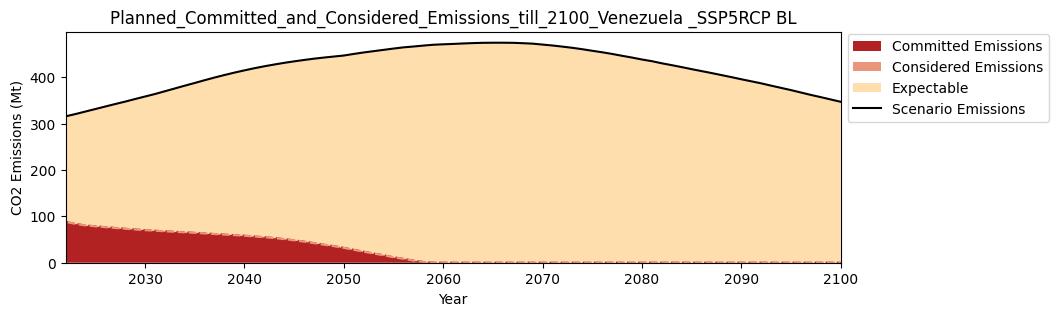 Planned_Committed_and_Considered_Emissions_till_2100_Venezuela _SSP5RCP BL
CO2 Emissions (Mt)
400
300
200
100
0
2030 2040 2050 2060 2070 2080 2090 2100
Year
Committed Emissions
Considered Emissions
Expectable
Scenario Emissions